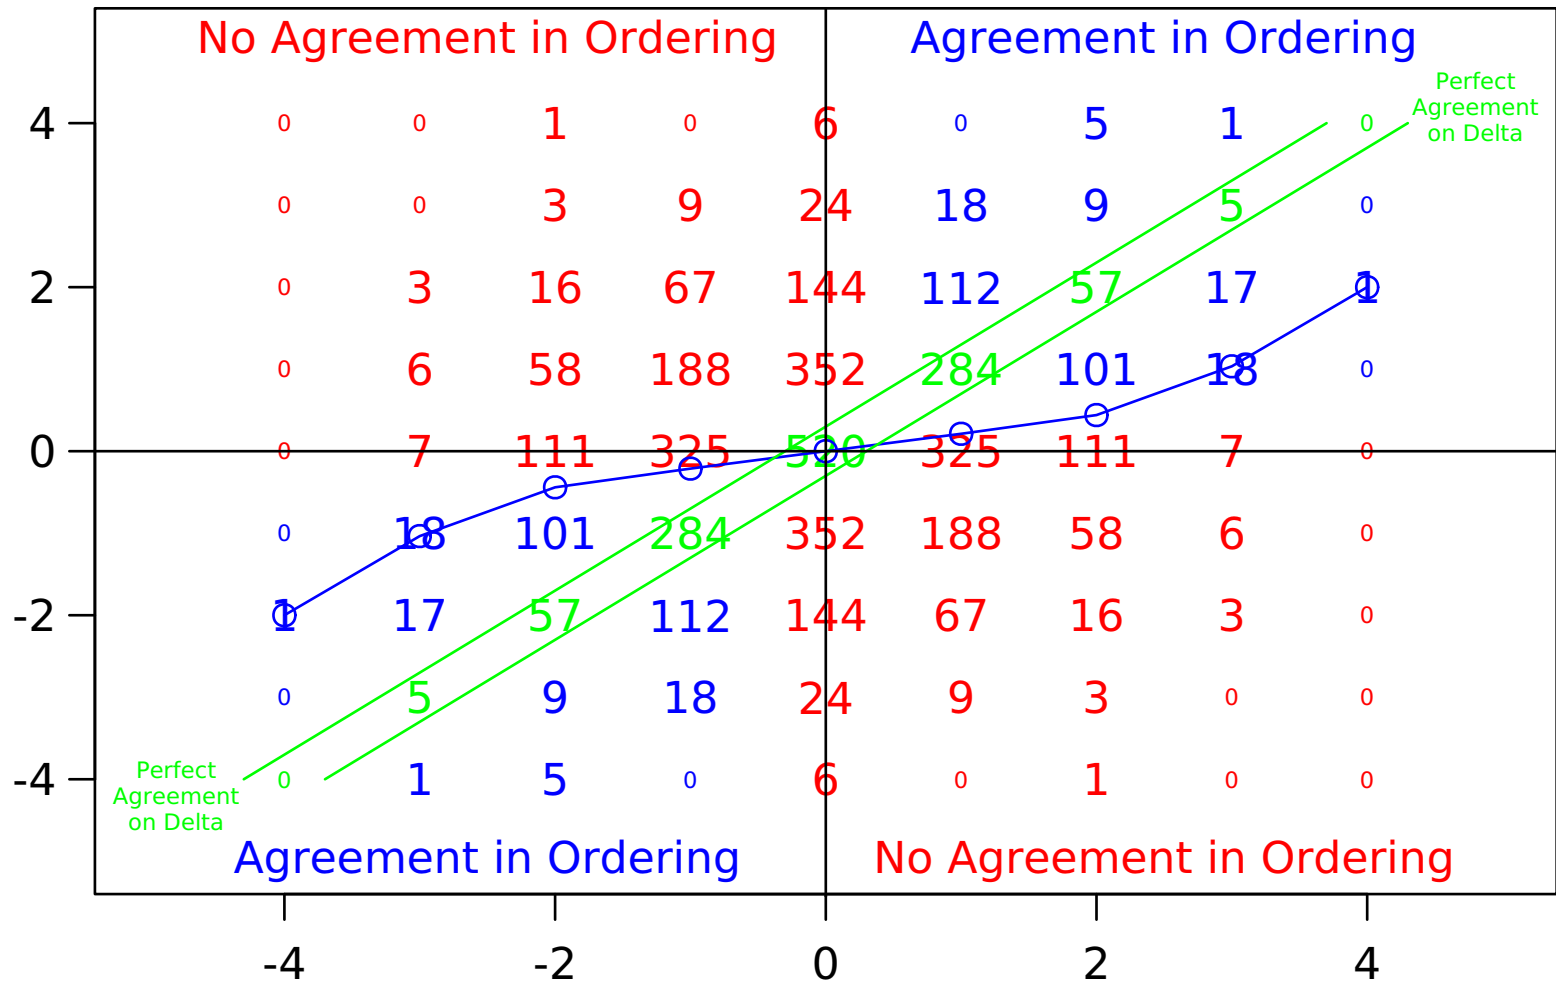 No Agreement in Ordering Agreement in Ordering
Perfect
Agreement
on Delta
4 0 0 1 0 6 0 5 1 0
0 0 3 9 24 18 9 5 0
2 0 3 16 67 144 112 57 17 1
0 6 58 188 352 284 101 18 0
0 0 7 111 325 520 325 111 7 0
0 18 101 284 352 188 58 6 0
-2 1 17 57 112 144 67 16 3 0
0 5 9 18 24 9 3 0 0
-4 0 1 5 0 6 0 1 0 0
Perfect
Agreement
on Delta
Agreement in Ordering No Agreement in Ordering
-4 -2 0 2 4